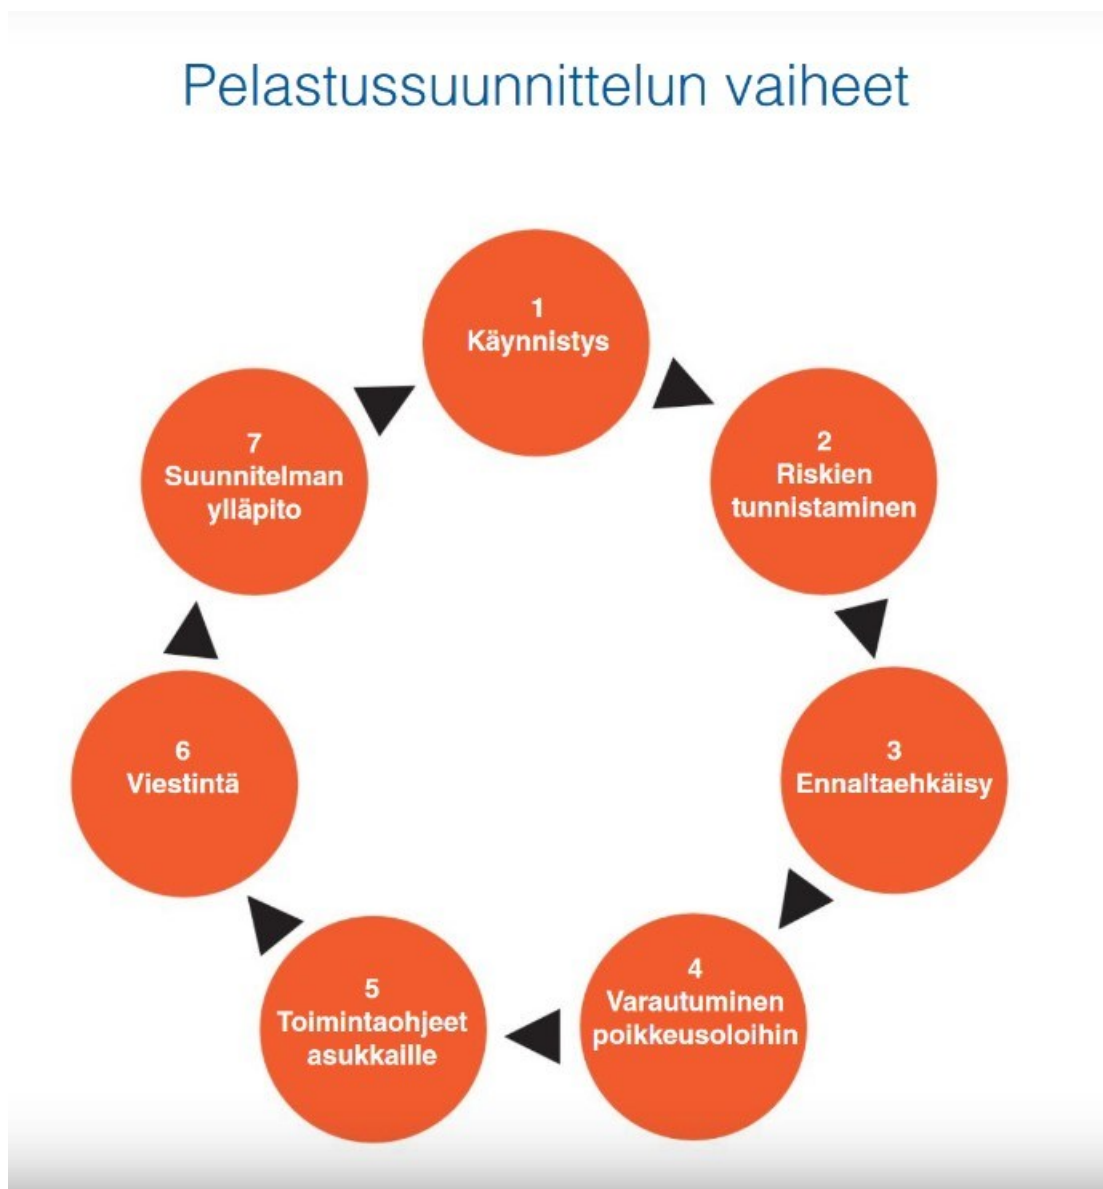 Pelastussuunnittelun vaiheet
1
Käynnistys
2
Riskien
tunnistaminen
3
Ennaltaehkäisy
4
Varautuminen
poikkeusoloihin
5
Toimintaohjeet
asukkaille
6
Viestintä
7
Suunnitelman
ylläpito